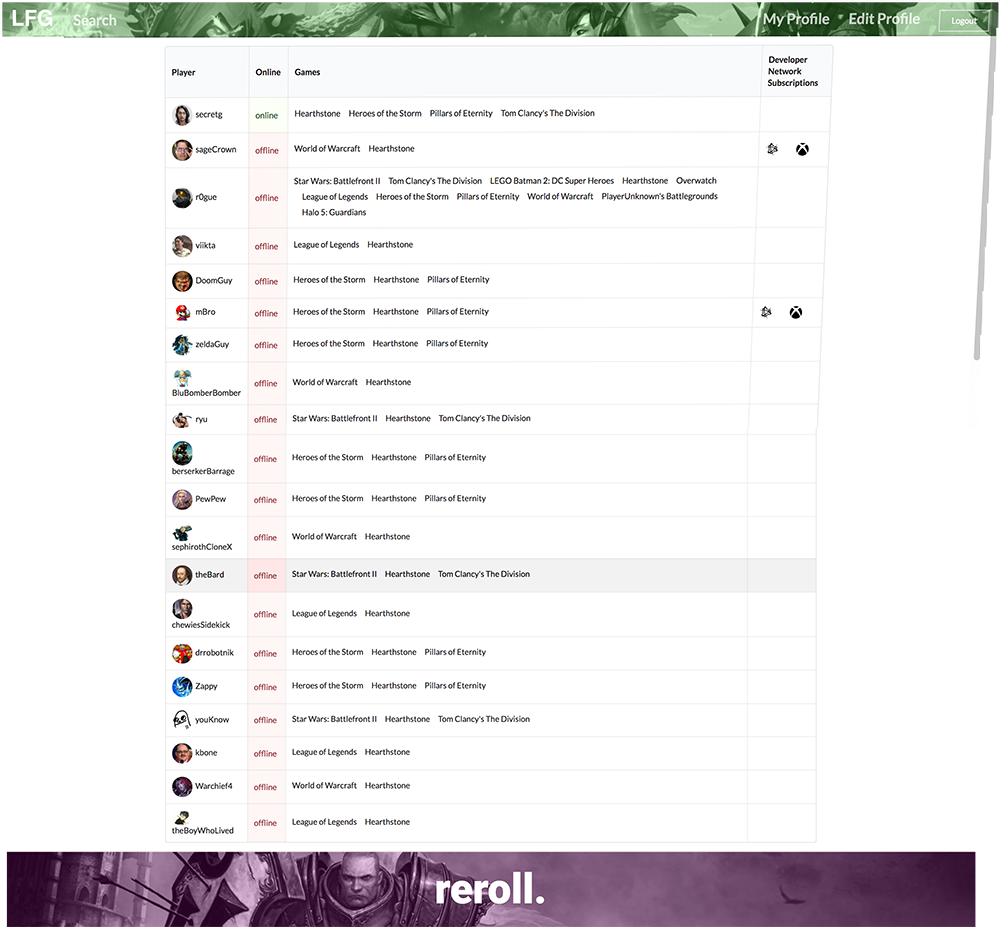 LFG Search My Profile Edit Profile Logout
Player Online Games Developer
Network
Subscriptions
secretg online Hearthstone Heroes of the Storm Pillars of Eternity Tom Clancy's The Division
sageCrown offline World of Warcraft Hearthstone
Star Wars: Battlefront II Tom Clancy's The Division LEGO Batman 2: DC Super Heroes Hearthstone Overwatch
r0gue offline League of Legends Heroes of the Storm Pillars of Eternity World of Warcraft PlayerUnknown's Battlegrounds
Halo 5: Guardians
viikta offline League of Legends Hearthstone
DoomGuy offline Heroes of the Storm Hearthstone Pillars of Eternity
mBro offline Heroes of the Storm Hearthstone Pillars of Eternity
zeldaGuy offline Heroes of the Storm Hearthstone Pillars of Eternity
BluBomberBomber offline World of Warcraft Hearthstone
ryu offline Star Wars: Battlefront II Hearthstone Tom Clancy's The Division
berserkerBarrage offline Heroes of the Storm Hearthstone Pillars of Eternity
PewPew offline Heroes of the Storm Hearthstone Pillars of Eternity
sephirothCloneX offline World of Warcraft Hearthstone
theBard offline Star Wars: Battlefront II Hearthstone Tom Clancy's The Division
chewiesSidekick offline League of Legends Hearthstone
drrobotnik offline Heroes of the Storm Hearthstone Pillars of Eternity
Zappy offline Heroes of the Storm Hearthstone Pillars of Eternity
youKnow offline Star Wars: Battlefront II Hearthstone Tom Clancy's The Division
kbone offline League of Legends Hearthstone
Warchief4 offline World of Warcraft Hearthstone
theBoyWhoLived offline League of Legends Hearthstone
reroll.